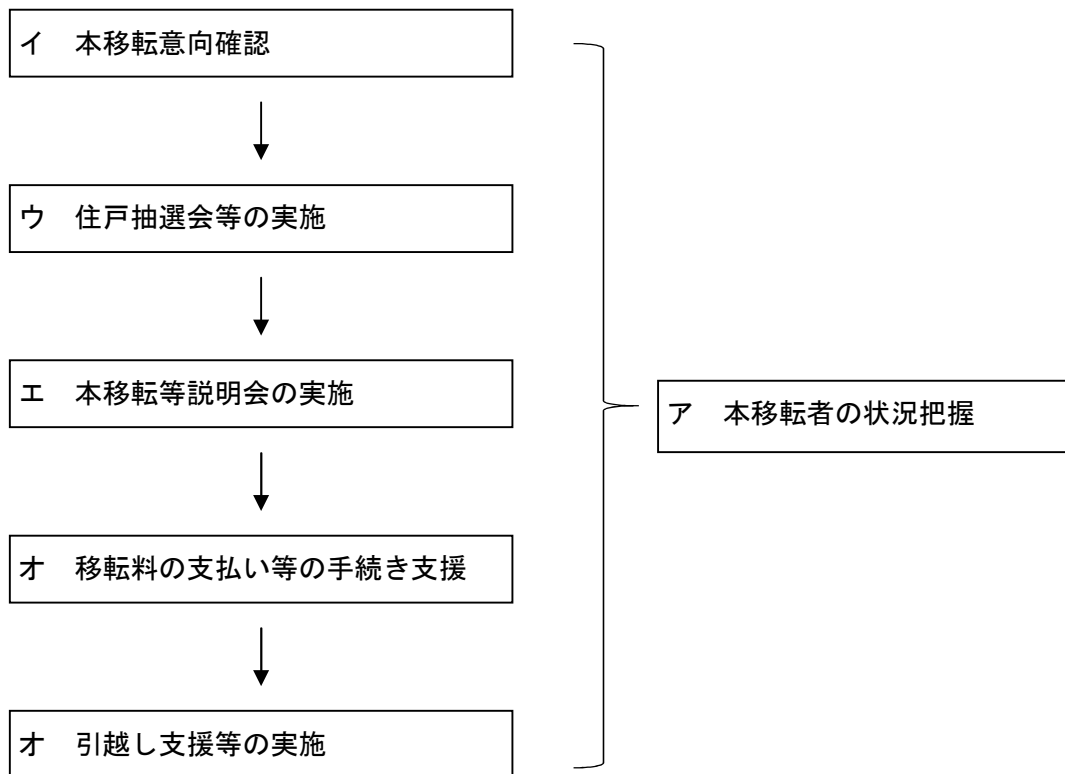 イ　本移転意向確認
ウ　住戸抽選会等の実施
エ　本移転等説明会の実施
ア　本移転者の状況把握
オ　移転料の支払い等の手続き支援
オ　引越し支援等の実施